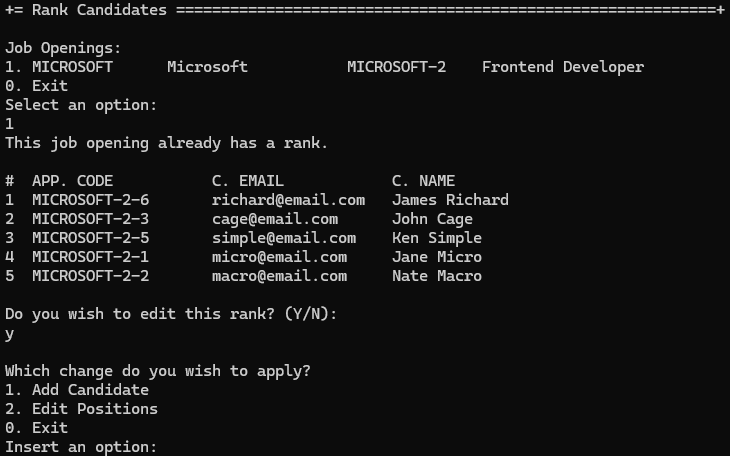 += Rank Candidates ============================================================+
Job Openings:
1. MICROSOFT      Microsoft           MICROSOFT-2    Frontend Developer
0. Exit
Select an option:
1
This job opening already has a rank.
#  APP. CODE           C. EMAIL            C. NAME
1  MICROSOFT-2-6       richard@email.com   James Richard
2  MICROSOFT-2-3       cage@email.com      John Cage
3  MICROSOFT-2-5       simple@email.com    Ken Simple
4  MICROSOFT-2-1       micro@email.com     Jane Micro
5  MICROSOFT-2-2       macro@email.com     Nate Macro
Do you wish to edit this rank? (Y/N):
y
Which change do you wish to apply?
1. Add Candidate
2. Edit Positions
0. Exit
Insert an option: